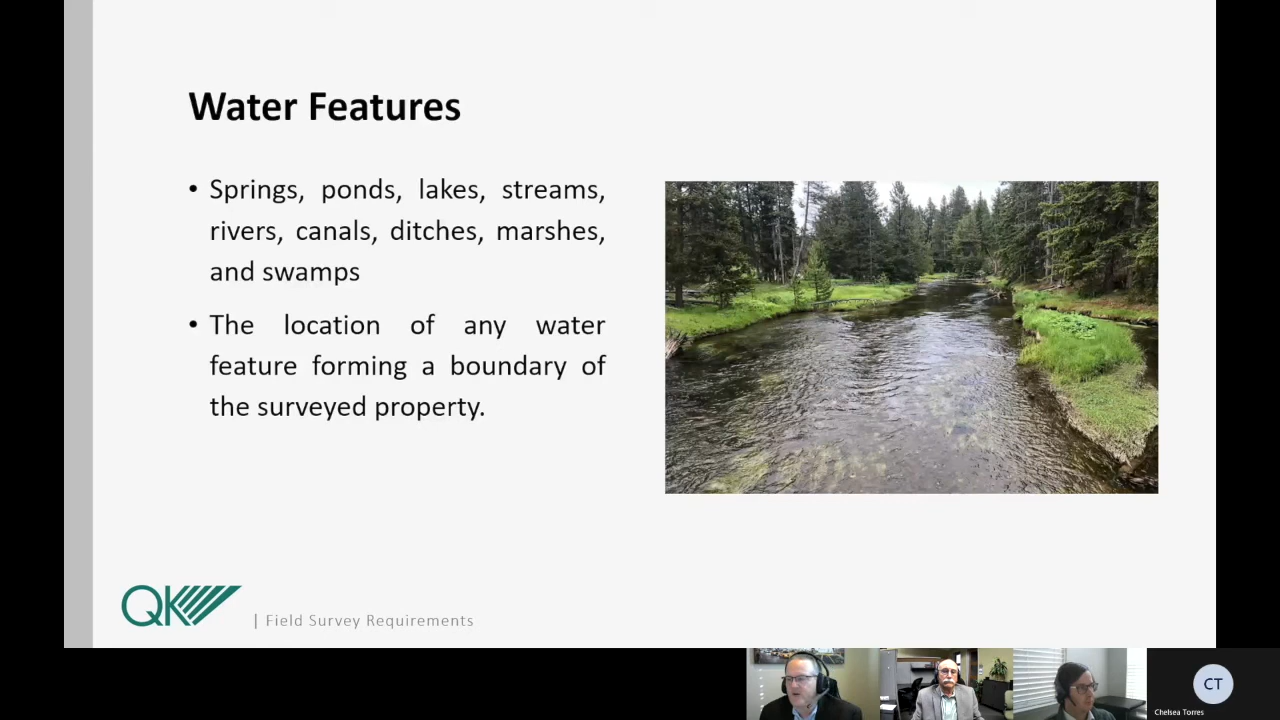 Water Features
• Springs, ponds, lakes, streams,
rivers, canals, ditches, marshes,
and swamps
• The location of any water
feature forming a boundary of
the surveyed property.
QK
| Field Survey Requirements
CT
Chelsea Torres